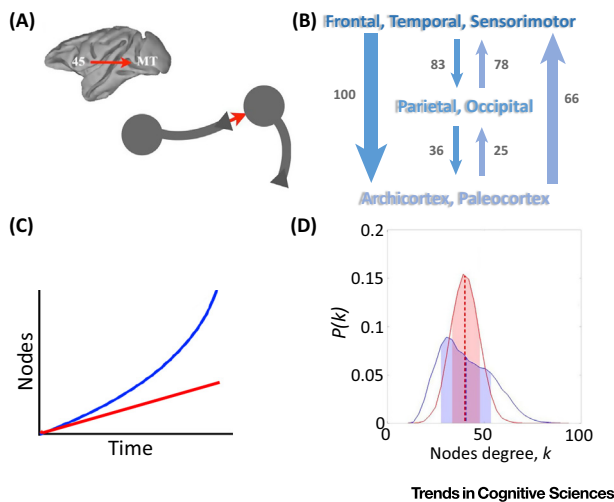 (A)
45
MT
(B)
Frontal, Temporal, Sensorimotor
83
78
100
66
Parietal, Occipital
36
25
Archicortex, Paleocortex
(C)
Nodes
Time
(D)
0.2
0.15
0.1
0.05
0
P(k)
0
50
100
Nodes degree, k
Trends in Cognitive Sciences